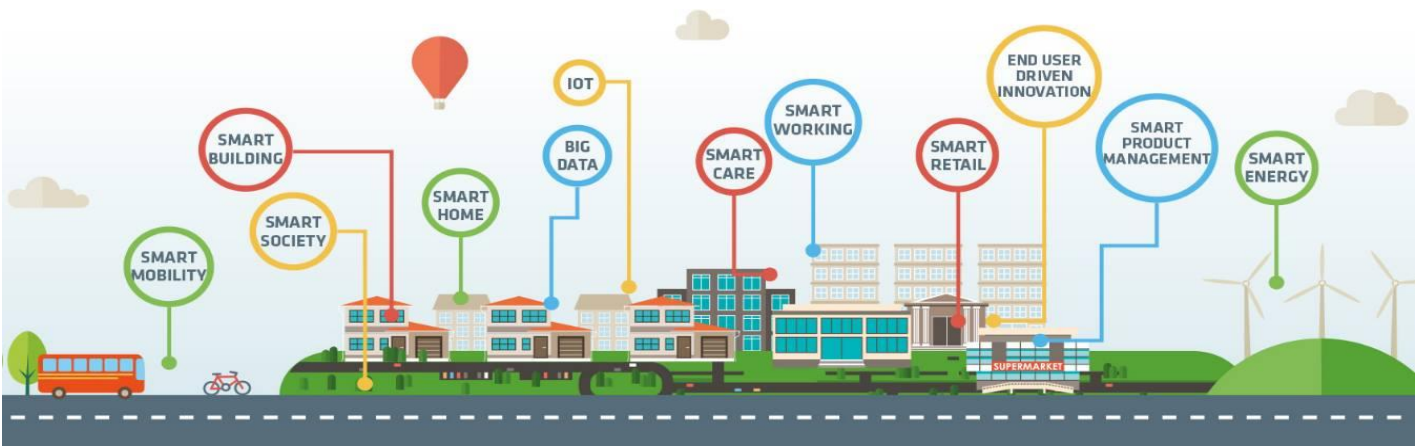 SMART
MOBILITY
SMART
BUILDING
SMART
SOCIETY
SMART
HOME
BIG
DATA
IOT
SMART
CARE
SMART
WORKING
SMART
RETAIL
END USER
DRIVEN
INNOVATION
SMART
PRODUCT
MANAGEMENT
SMART
ENERGY
SUPERMARKET